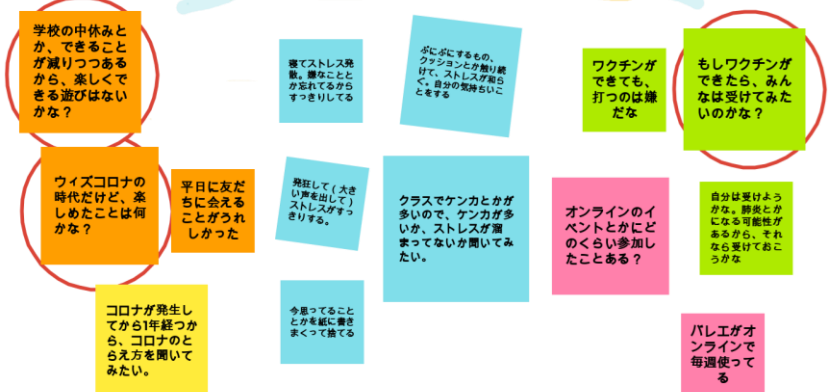 学校の中休みと
か、できること
が減りつつある
から、楽しくで
きる遊びはない
かな？
ウィズコロナの
時代だけど、楽
しめたことは何
かな？
平日に友だ
ちに会える
ことがうれ
しかった
コロナが発生し
てから1年経つか
ら、コロナのと
らえ方を聞いて
みたい。
寝てストレス発
散。嫌なことと
か忘れてるから
すっきりしてる
ぷにぷにするもの、
クッションとか触り続
けて、ストレスが和ら
ぐ。自分の気持ちいいこ
とをする
発狂して（大き
い声を出して）
ストレスがすっ
きりする。
クラスでケンカとかが
多いので、ケンカが多
いか、ストレスが溜
まってないか聞いてみ
たい。
今思ってること
とかを紙に書き
まくって捨てる
ワクチンが
できても、
打つのは嫌
だな
もしワクチンが
できたら、みん
なは受けてみた
いのかな？
オンラインのイ
ベントとかにど
のくらい参加し
たことある？
自分は受けよう
かな。肺炎とか
になる可能性が
あるから、それ
なら受けておこ
うかな
バレエがオ
ンラインで
毎週使って
る